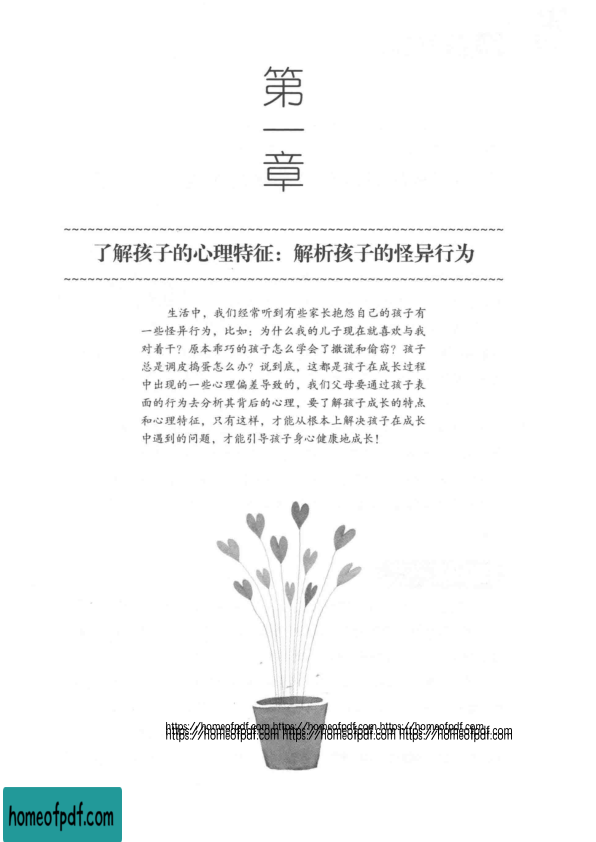 第
一
章
了解孩子的心理特征：解析孩子的怪异行为
生活中，我们经常听到有些家长抱怨自己的孩子有
一些怪异行为，比如：为什么我的儿子现在就喜欢与我
对着干？原本乖巧的孩子怎么学会了撒谎和偷窃？孩子
总是调皮捣蛋怎么办？说到底，这都是孩子在成长过程
中出现的一些心理偏差导致的，我们父母要通过孩子表
面的行为去分析其背后的心理，要了解孩子成长的特点
和心理特征，只有这样，才能从根本上解决孩子在成长
中遇到的问题，才能引导孩子身心健康地成长！
https://homeofpdf.com https://homeofpdf.com https://homeofpdf.com
https://homeofpdf.com https://homeofpdf.com https://homeofpdf.com
homeofpdf.com